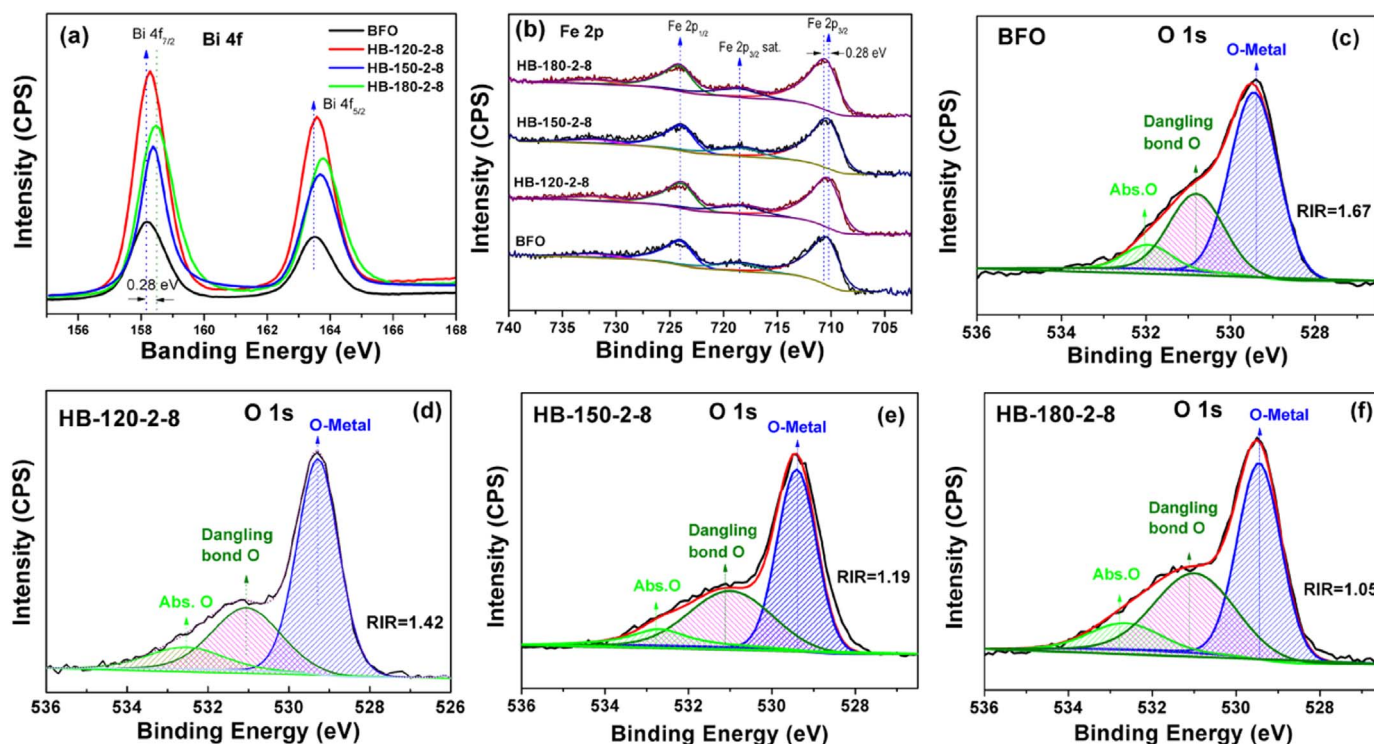 (a)
Bi 4f7/2
Bi 4f
BFO
HB-120-2-8
HB-150-2-8
HB-180-2-8
Bi 4f5/2
0.28 eV
Intensity (CPS)
156 158 160 162 164 166 168
Banding Energy (eV)
(b)
Fe 2p
Fe 2p1/2
Fe 2p3/2 sat.
Fe 2p3/2
0.28 eV
HB-180-2-8
HB-150-2-8
HB-120-2-8
BFO
Intensity (CPS)
740 735 730 725 720 715 710 705
Binding Energy (eV)
BFO
O 1s
(c)
O-Metal
Dangling
bond O
Abs.O
RIR=1.67
Intensity (CPS)
536 534 532 530 528
Binding Energy (eV)
HB-120-2-8
O 1s
(d)
O-Metal
Dangling
bond O
Abs. O
RIR=1.42
Intensity (CPS)
536 534 532 530 528 526
Binding Energy (eV)
HB-150-2-8
O 1s
(e)
O-Metal
Dangling
bond O
Abs.O
RIR=1.19
Intensity (CPS)
536 534 532 530 528
Binding Energy (eV)
HB-180-2-8
O 1s
(f)
O-Metal
Dangling
bond O
Abs.O
RIR=1.05
Intensity (CPS)
536 534 532 530 528
Binding Energy (eV)